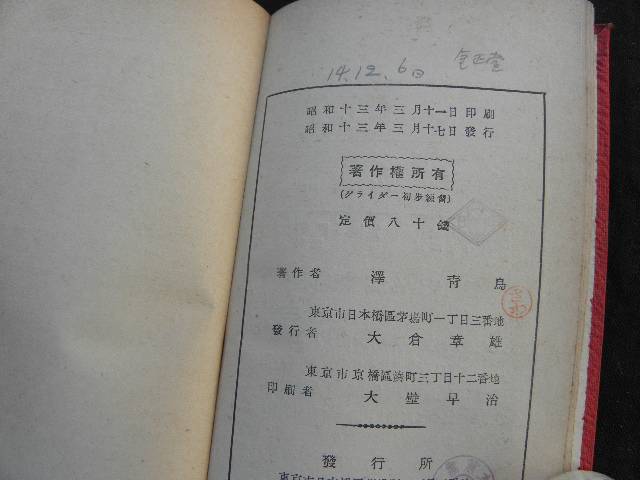 14.12.6日
昭和十三年三月十一日印刷
昭和十三年三月十七日發行
著作權所有
(グライダー初歩練習)
定價八十錢
著作者 澤青鳥
東京市日本橋區茅場町一丁目三番地
發行者 大倉章雄
東京市京橋區湊町三丁目十二番地
印刷者 大壁早治
發行所